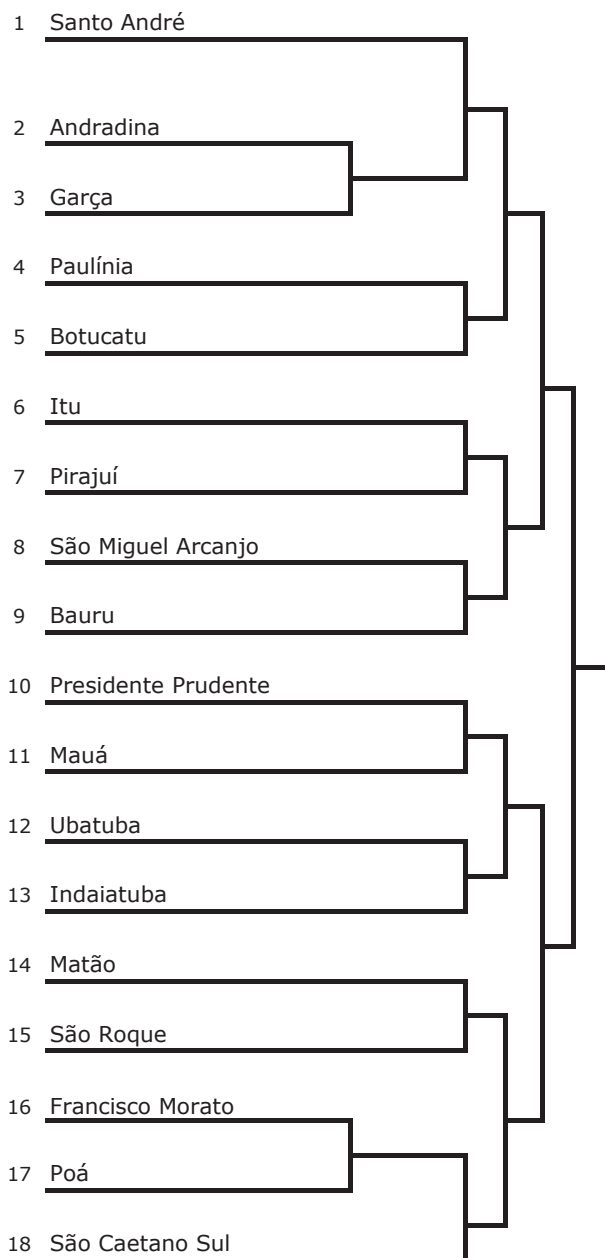 1 Santo André
2 Andradina
3 Garça
4 Paulínia
5 Botucatu
6 Itu
7 Pirajuí
8 São Miguel Arcanjo
9 Bauru
10 Presidente Prudente
11 Mauá
12 Ubatuba
13 Indaiatuba
14 Matão
15 São Roque
16 Francisco Morato
17 Poá
18 São Caetano Sul